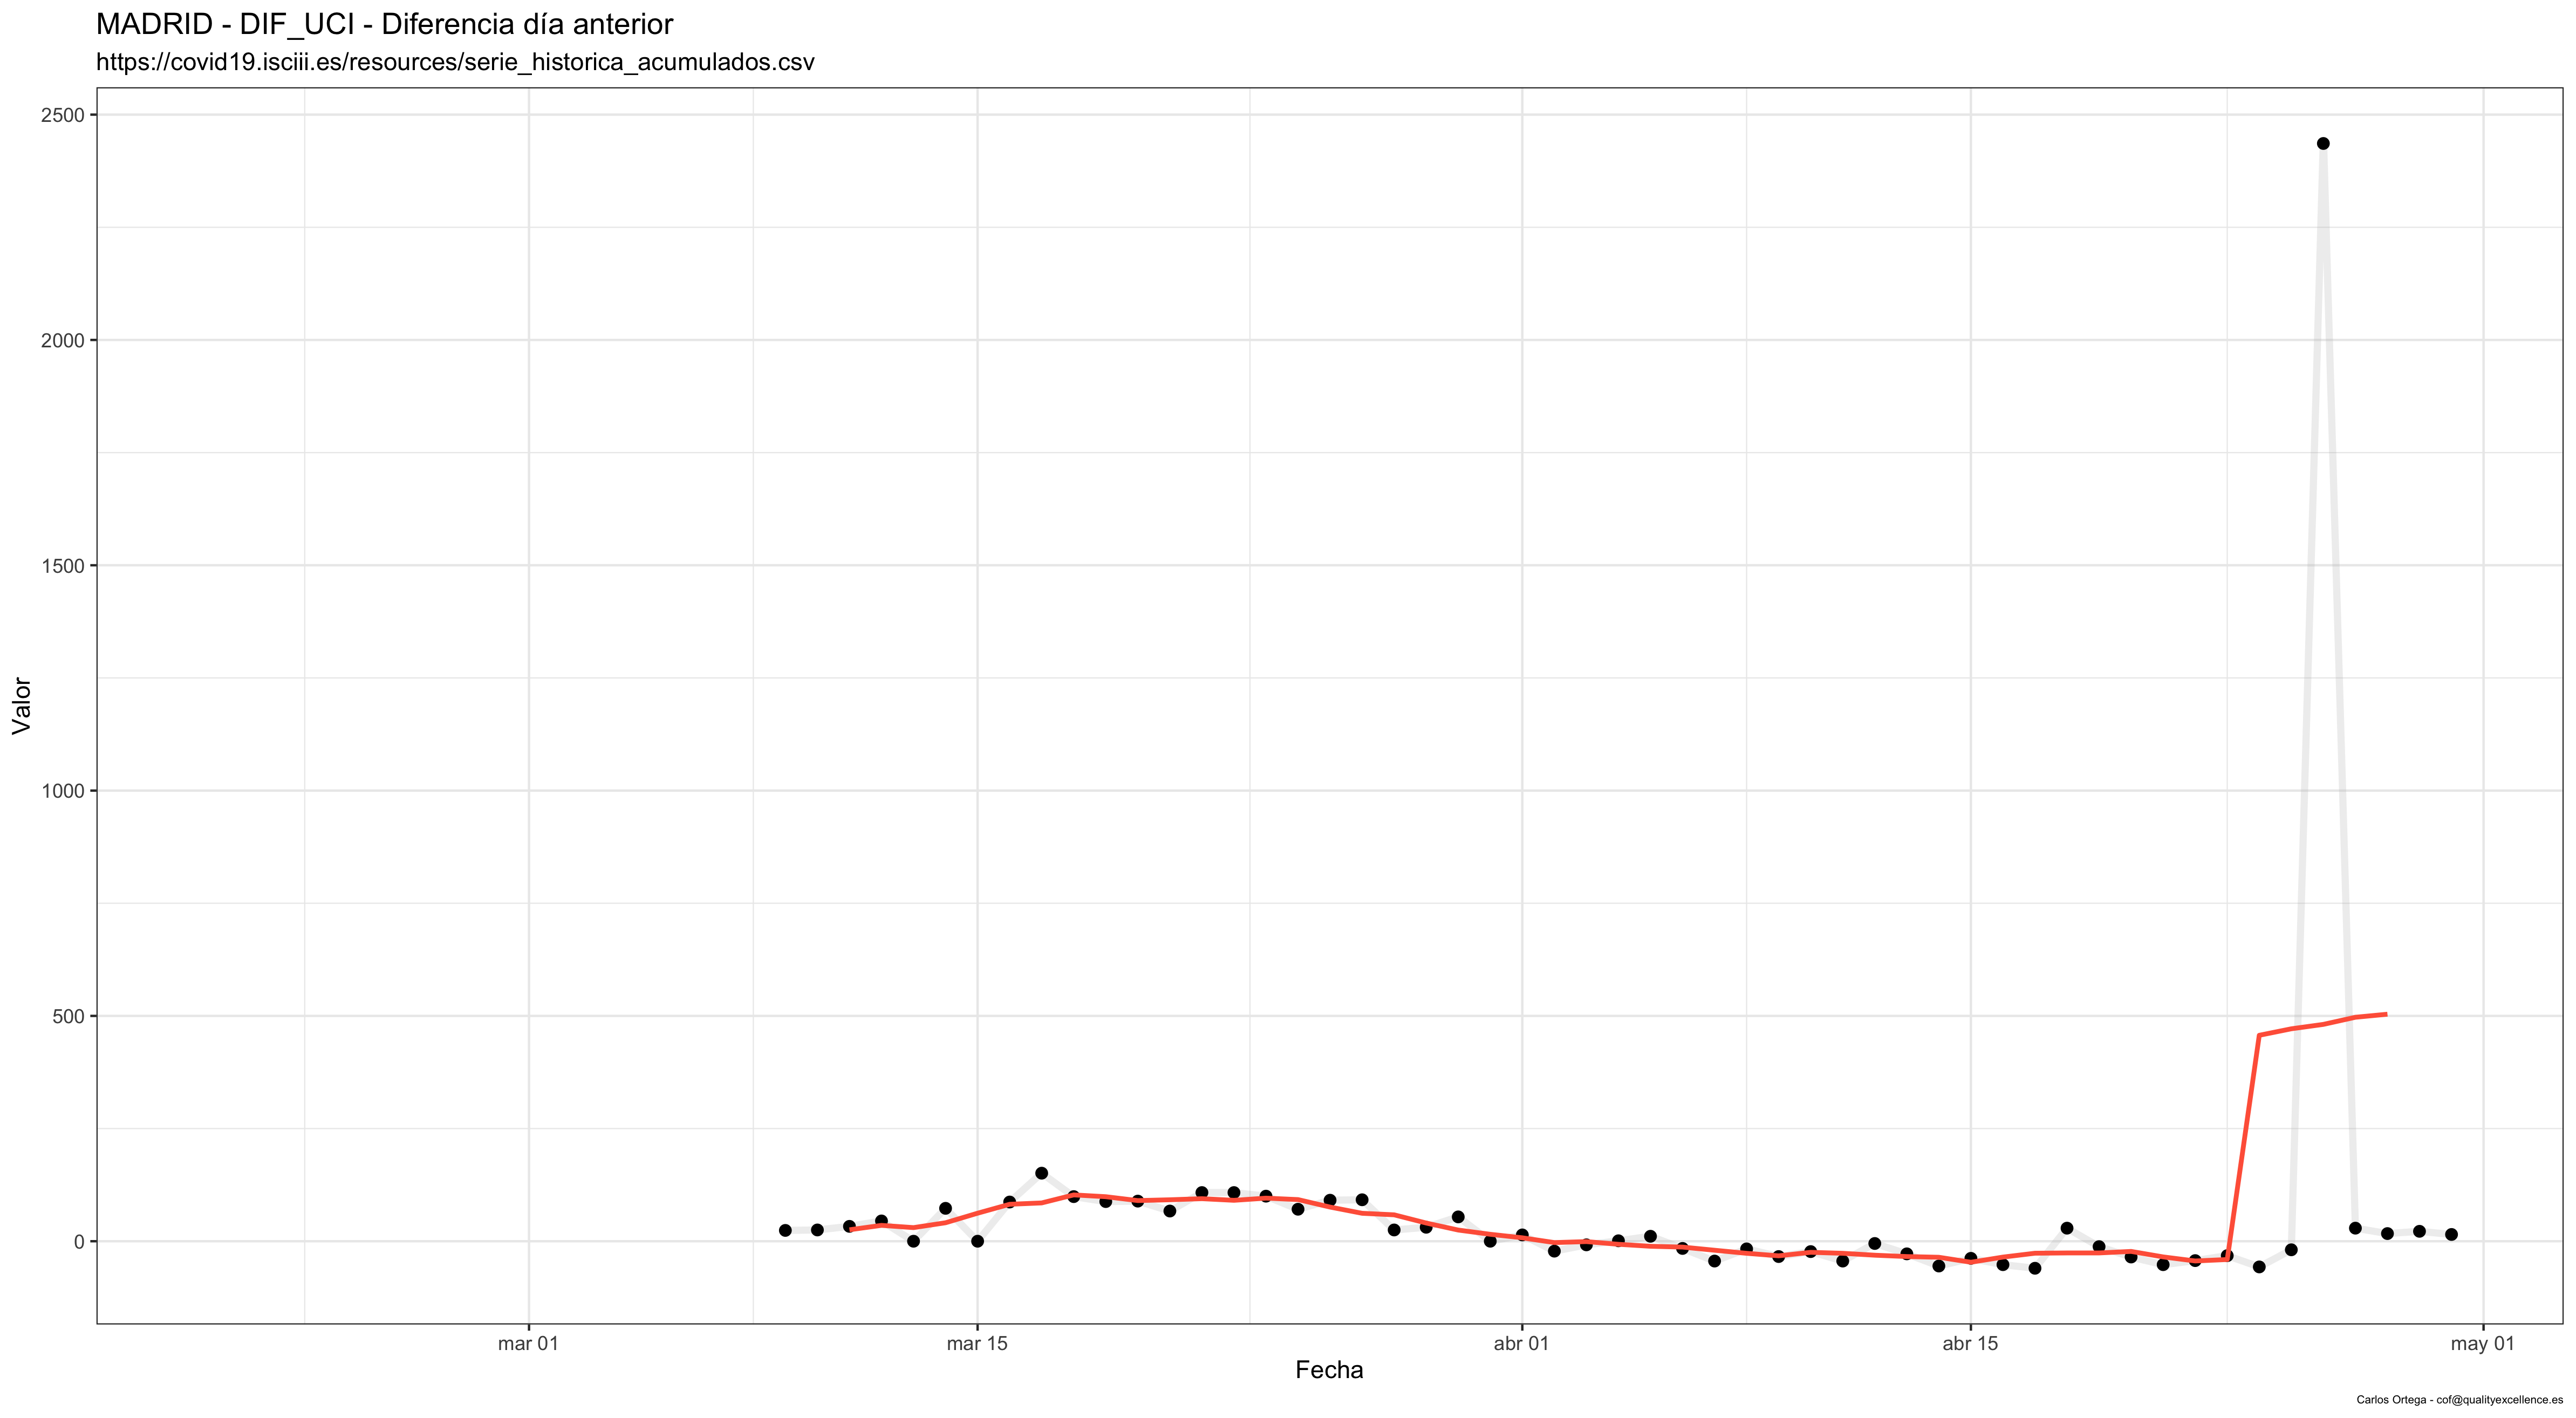 MADRID - DIF_UCI - Diferencia día anterior
https://covid19.isciii.es/resources/serie_historica_acumulados.csv
2500
2000
1500
1000
500
0
Valor
mar 01
mar 15
abr 01
abr 15
may 01
Fecha
Carlos Ortega - cof@qualityexcellence.es